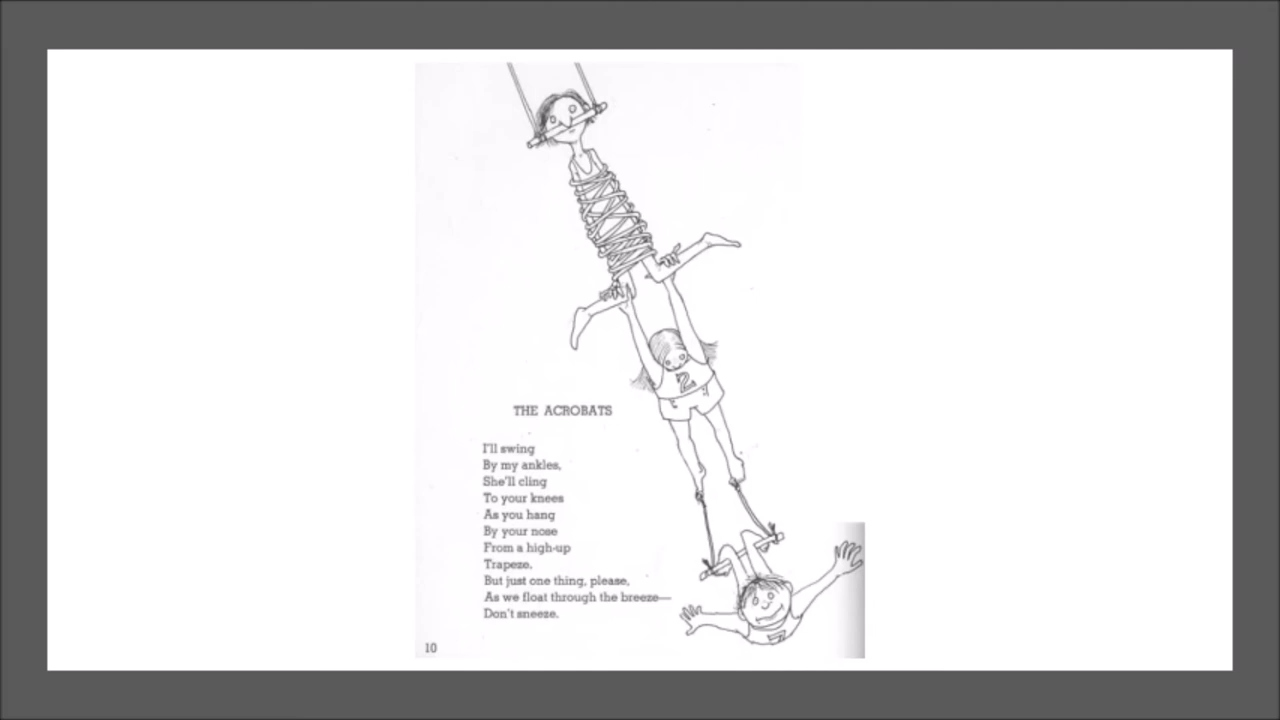 2
THE ACROBATS
I'll swing
By my ankles,
She'll cling
To your knees
As you hang
By your nose
From a high-up
Trapeze.
But just one thing, please,
As we float through the breeze—
Don't sneeze.
10